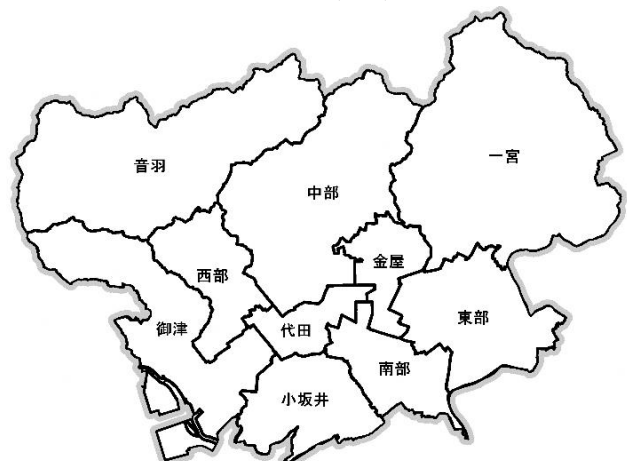 音羽
一宮
中部
金屋
西部
御津
代田
東部
南部
小坂井